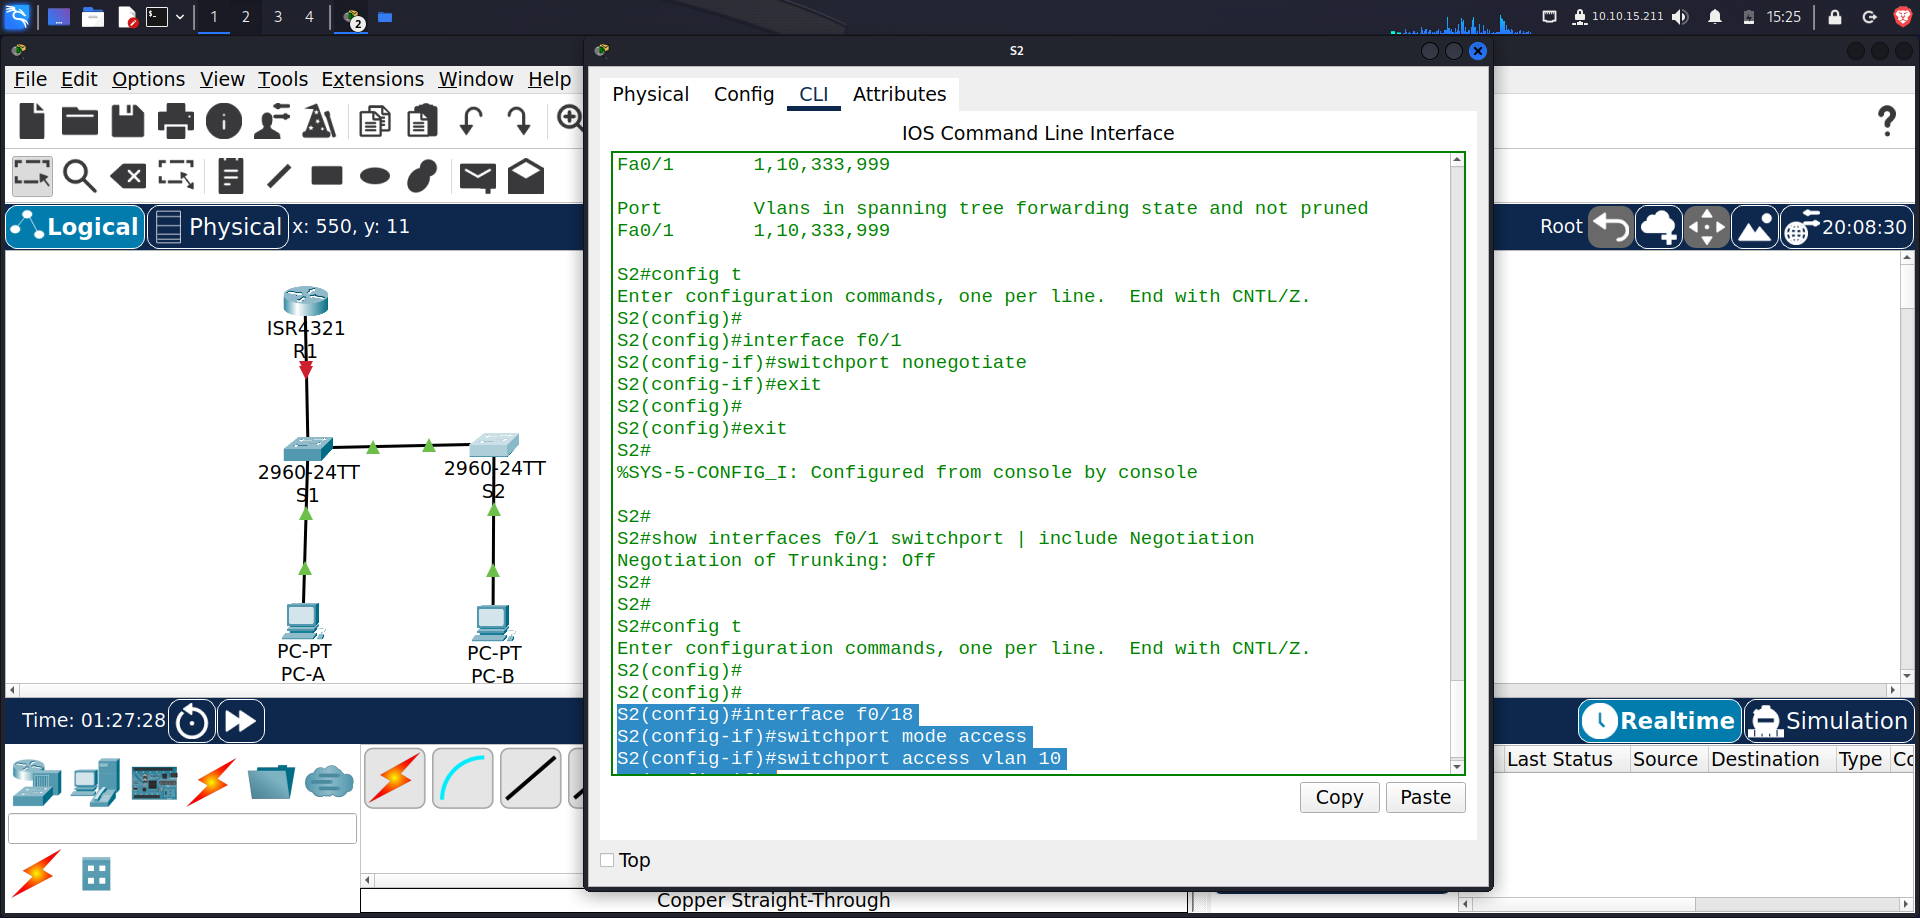 1 2 3 4
2
10.10.15.211
15:25
S2
File Edit Options View Tools Extensions Window Help
Physical Config CLI Attributes
IOS Command Line Interface
Logical Physical x: 550, y: 11
Root
20:08:30
ISR4321
R1
2960-24TT
S1
2960-24TT
S2
PC-PT
PC-A
PC-PT
PC-B
Fa0/1 1,10,333,999
Port Vlans in spanning tree forwarding state and not pruned
Fa0/1 1,10,333,999
S2#config t
Enter configuration commands, one per line. End with CNTL/Z.
S2(config)#
S2(config)#interface f0/1
S2(config-if)#switchport nonegotiate
S2(config-if)#exit
S2(config)#
S2(config)#exit
S2#
%SYS-5-CONFIG_I: Configured from console by console
S2#
S2#show interfaces f0/1 switchport | include Negotiation
Negotiation of Trunking: Off
S2#
S2#
S2#config t
Enter configuration commands, one per line. End with CNTL/Z.
S2(config)#
S2(config)#
S2(config)#interface f0/18
S2(config-if)#switchport mode access
S2(config-if)#switchport access vlan 10
Copy Paste
Top
Time: 01:27:28
Realtime Simulation
Last Status Source Destination Type
Copper Straight-Through